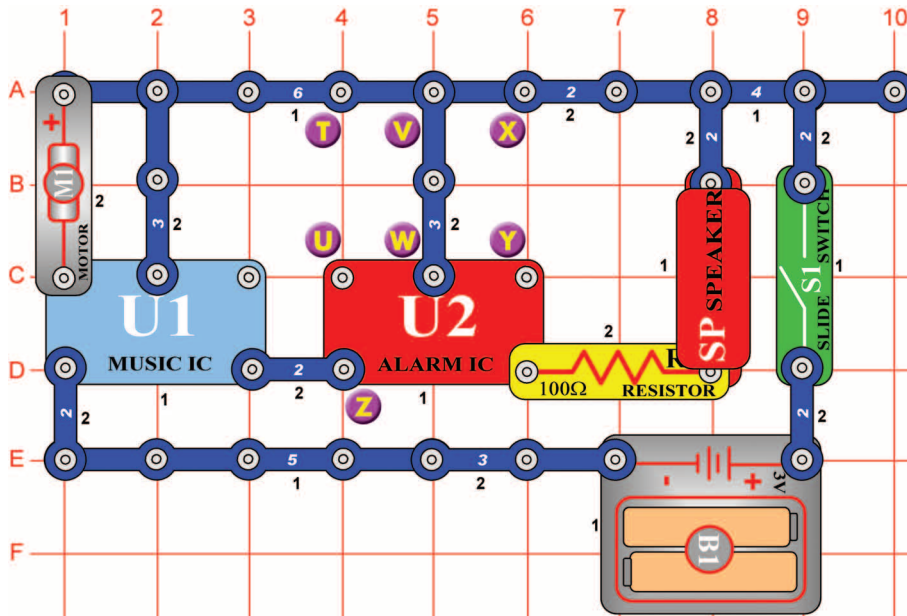 1 2 3 4 5 6 7 8 9 10
A 6 1 2 2 4 1
+ T V X 2 2 2 2
B M1 2 3 2 3 2
MOTOR U W Y 1 SPEAKER S1 SLIDE SWITCH 1
C
U1 U2 SP
2
D MUSIC IC 2 ALARM IC 100Ω R RESISTOR
1 2 1
2 2 Z 2 2
E 5 3 - + 3V
1 2
1
F B1